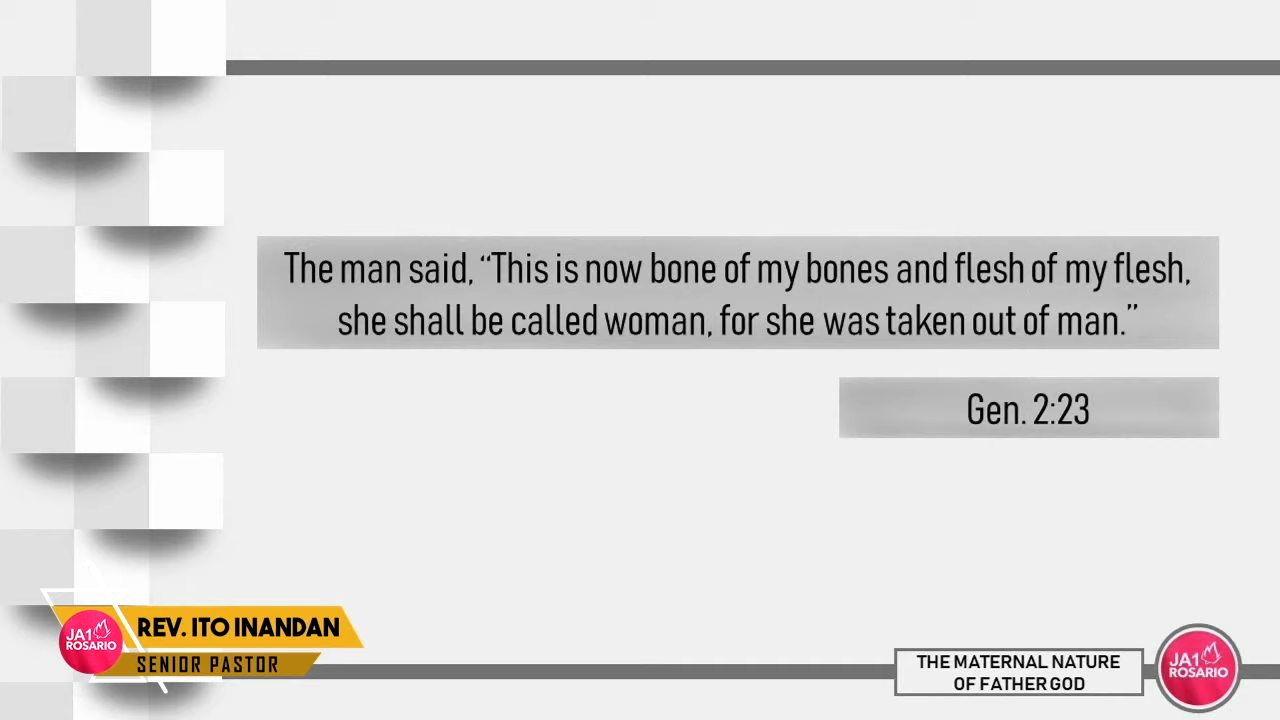 The man said, “This is now bone of my bones and flesh of my flesh,
she shall be called woman, for she was taken out of man.”
Gen. 2:23
JA1
ROSARIO
REV. ITO INANDAN
SENIOR PASTOR
THE MATERNAL NATURE
OF FATHER GOD
JA1
ROSARIO